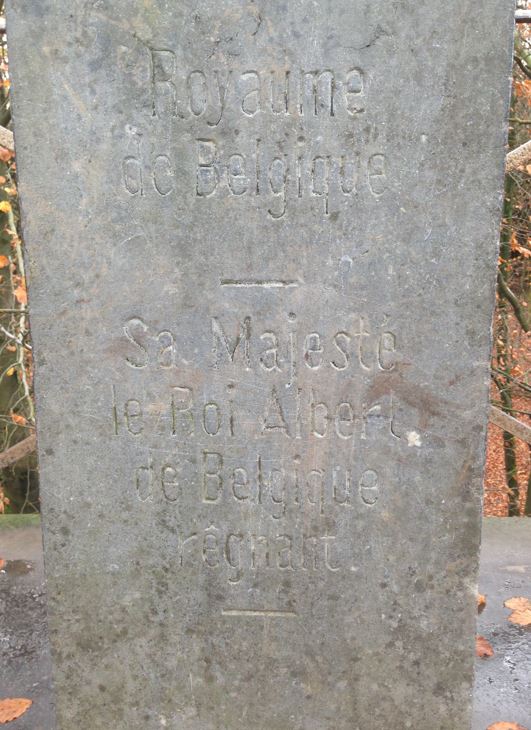 Royaume
de Belgique
Sa Majesté
le Roi Albert
de Belgique
régnant.